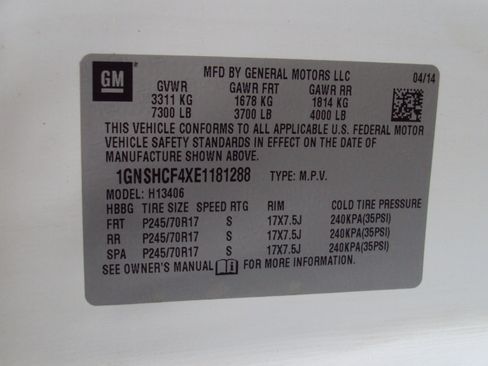 GM
MFD BY GENERAL MOTORS LLC 04/14
GVWR GAWR FRT GAWR RR
3311 KG 1678 KG 1814 KG
7300 LB 3700 LB 4000 LB
THIS VEHICLE CONFORMS TO ALL APPLICABLE U.S. FEDERAL MOTOR
VEHICLE SAFETY STANDARDS IN EFFECT ON THE DATE OF
MANUFACTURE SHOWN ABOVE.
1GNSHCF4XE1181288 TYPE: M.P.V.
MODEL: H13406
HBBG TIRE SIZE SPEED RTG RIM COLD TIRE PRESSURE
FRT P245/70R17 S 17X7.5J 240KPA(35PSI)
RR P245/70R17 S 17X7.5J 240KPA(35PSI)
SPA P245/70R17 S 17X7.5J 240KPA(35PSI)
SEE OWNER'S MANUAL FOR MORE INFORMATION.